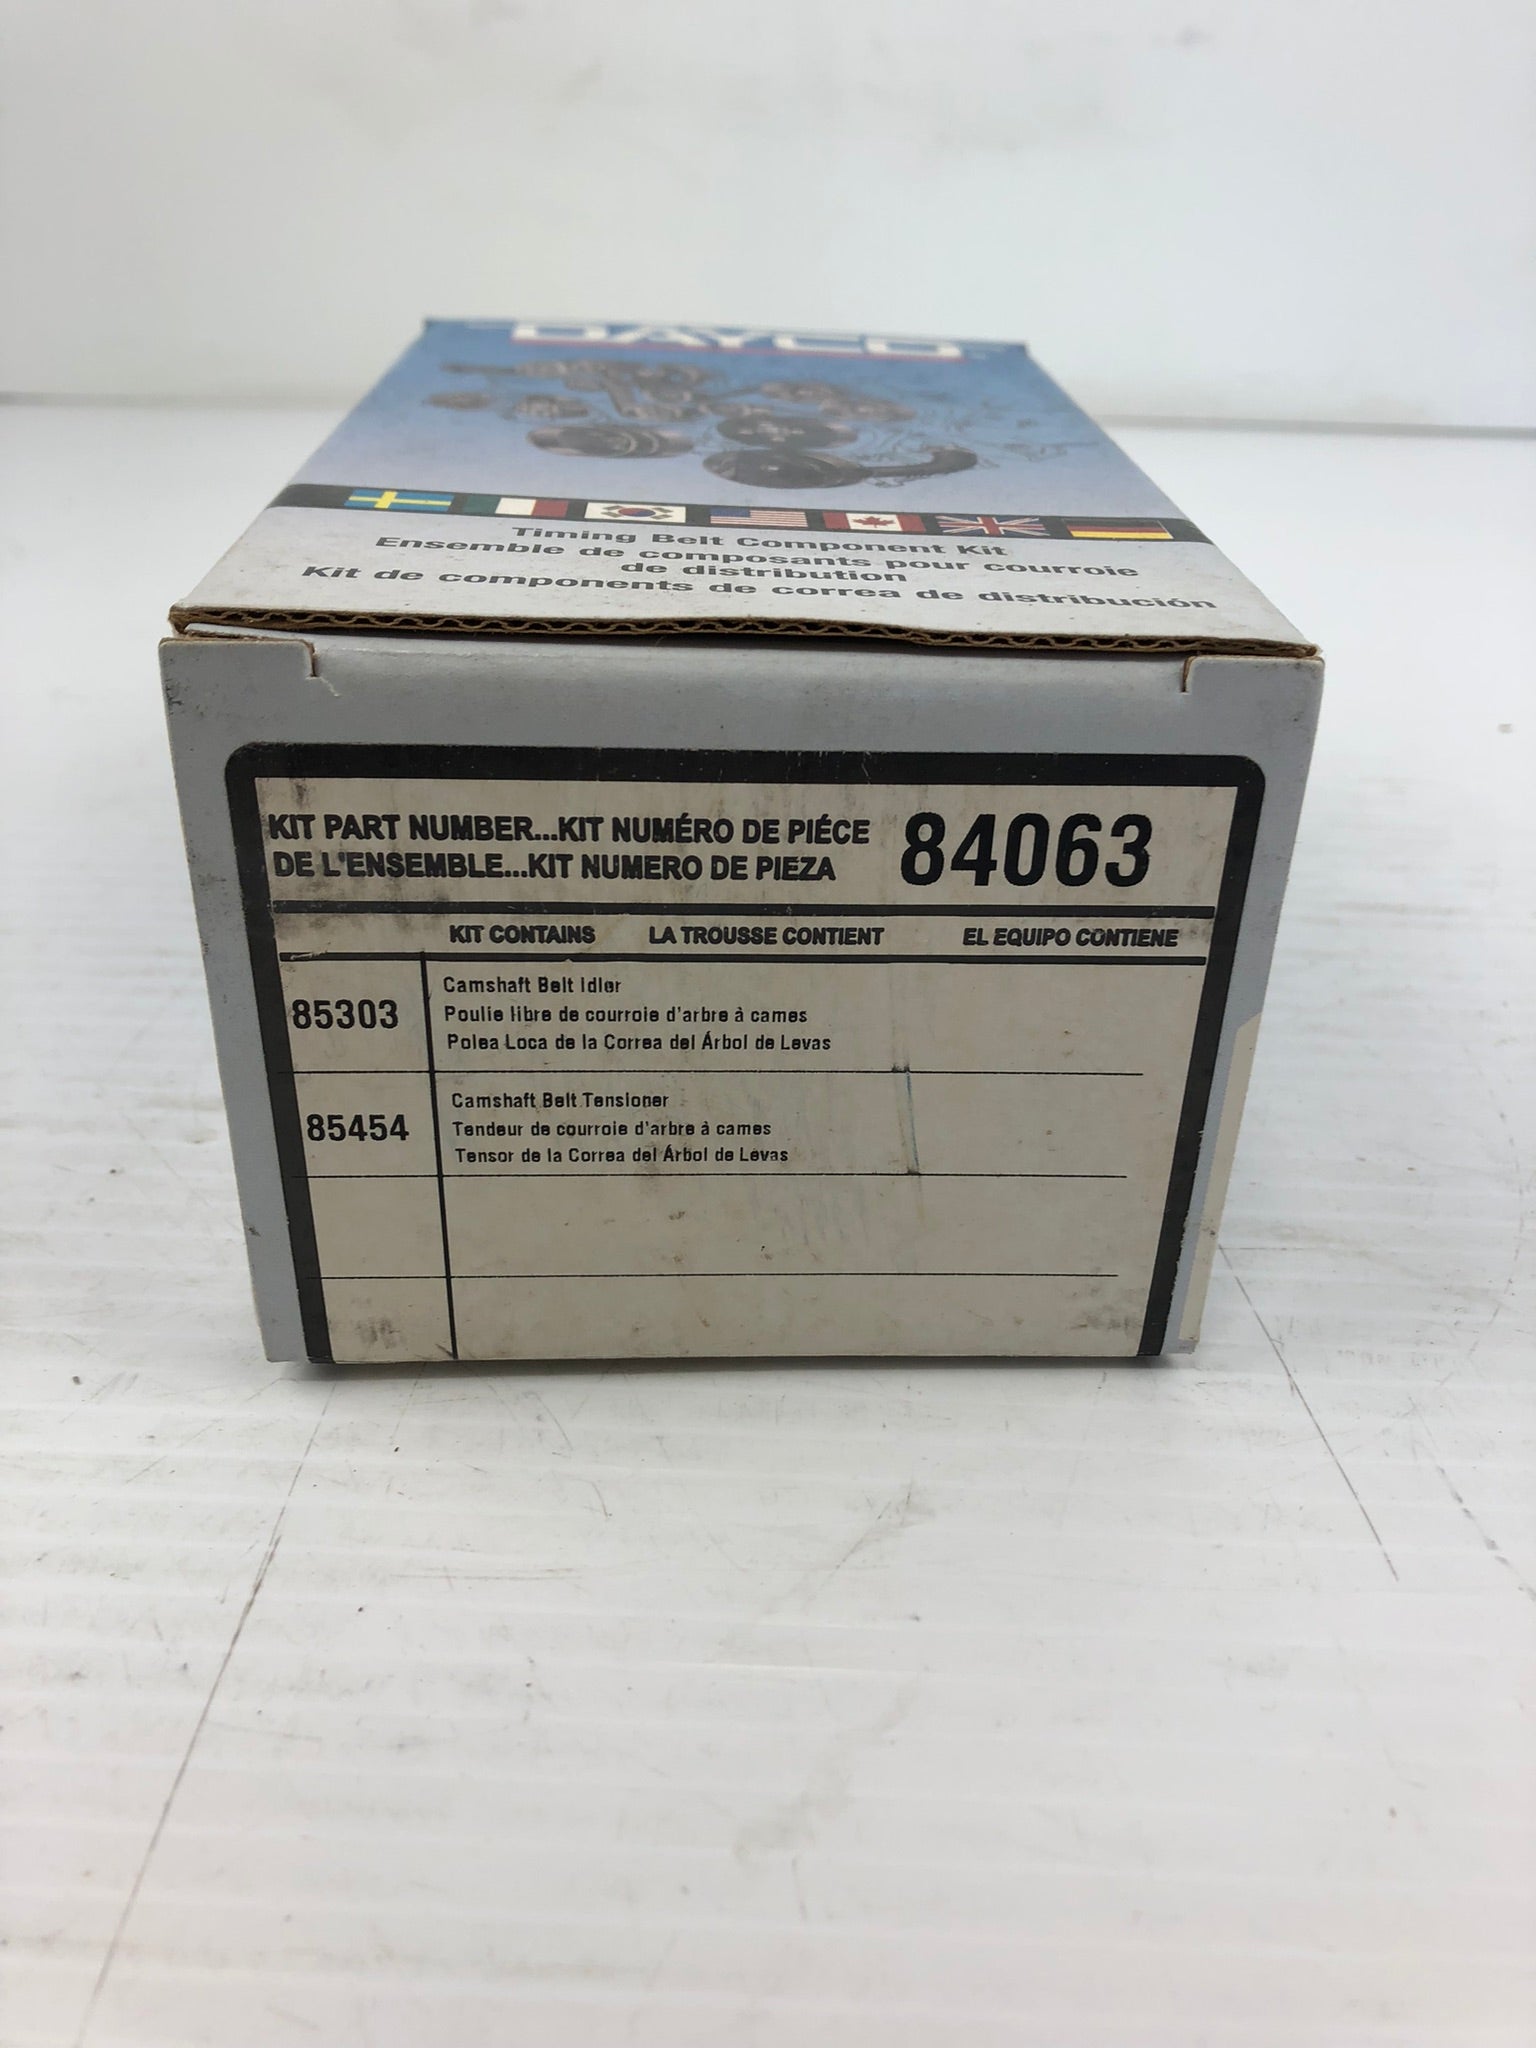 DAYCO
Timing Belt Component Kit
Ensemble de composants pour courroie
de distribution
Kit de componentes de correa de distribución
KIT PART NUMBER...KIT NUMÉRO DE PIÉCE
DE L'ENSEMBLE...KIT NUMERO DE PIEZA
84063
KIT CONTAINS LA TROUSSE CONTIENT EL EQUIPO CONTIENE
85303
Camshaft Belt Idler
Poulie libre de courroie d'arbre à cames
Polea Loca de la Correa del Árbol de Levas
85454
Camshaft Belt Tensioner
Tendeur de courroie d'arbre à cames
Tensor de la Correa del Árbol de Levas